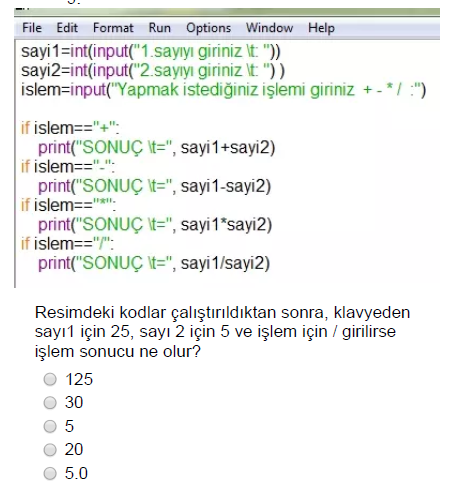 File Edit Format Run Options Window Help
sayi1=int(input("1.sayıyı giriniz \t: "))
sayi2=int(input("2.sayıyı giriniz \t: ") )
islem=input("Yapmak istediğiniz işlemi giriniz + - * / :")
if islem=="+":
print("SONUÇ \t=", sayi1+sayi2)
if islem=="-":
print("SONUÇ \t=", sayi1-sayi2)
if islem=="*":
print("SONUÇ \t=", sayi1*sayi2)
if islem=="/":
print("SONUÇ \t=", sayi1/sayi2)
Resimdeki kodlar çalıştırıldıktan sonra, klavyeden
sayı1 için 25, sayı 2 için 5 ve işlem için / girilirse
işlem sonucu ne olur?
125
30
5
20
5.0